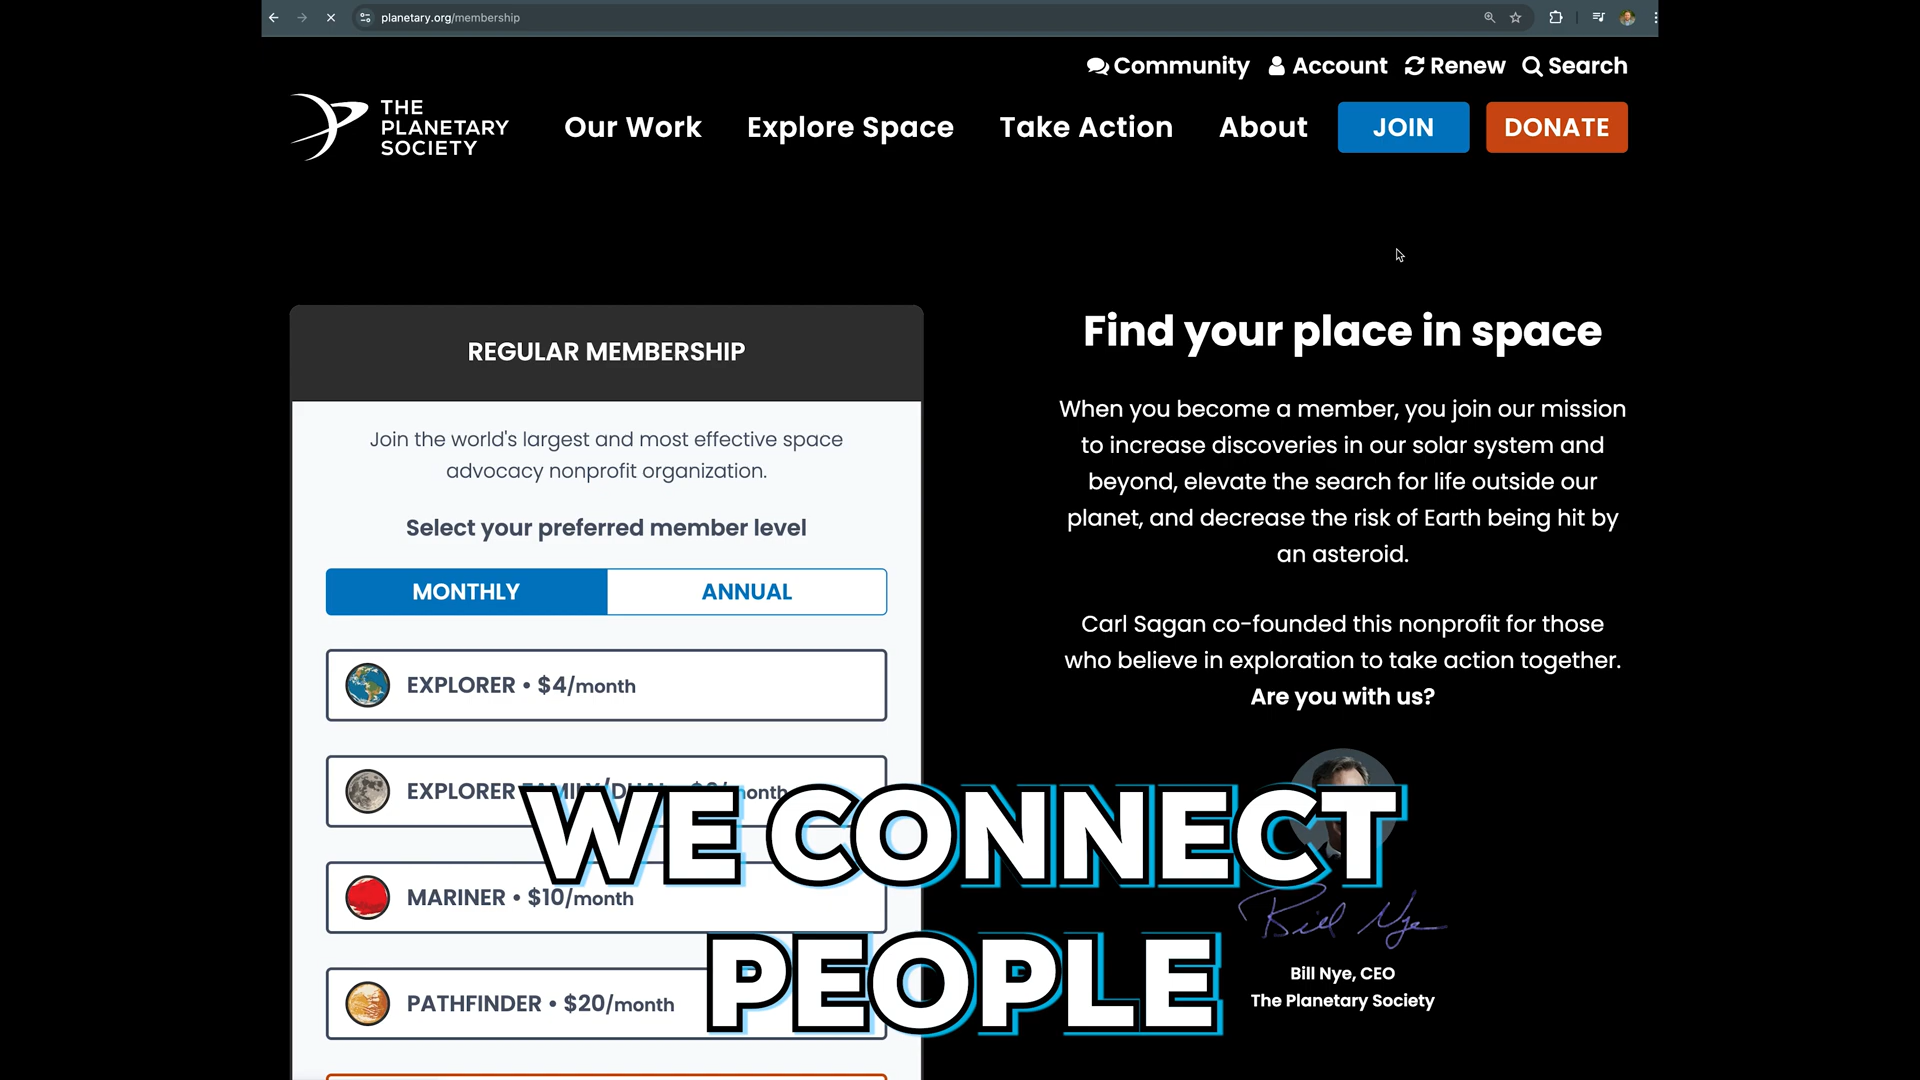 planetary.org/membership
Community Account Renew Search
THE
PLANETARY
SOCIETY
Our Work Explore Space Take Action About JOIN DONATE
REGULAR MEMBERSHIP
Join the world's largest and most effective space
advocacy nonprofit organization.
Select your preferred member level
MONTHLY ANNUAL
EXPLORER • $4/month
EXPLORER FAMILY/DUAL
MARINER • $10/month
PATHFINDER • $20/month
Find your place in space
When you become a member, you join our mission
to increase discoveries in our solar system and
beyond, elevate the search for life outside our
planet, and decrease the risk of Earth being hit by
an asteroid.
Carl Sagan co-founded this nonprofit for those
who believe in exploration to take action together.
Are you with us?
Bill Nye
Bill Nye, CEO
The Planetary Society
WE CONNECT
PEOPLE